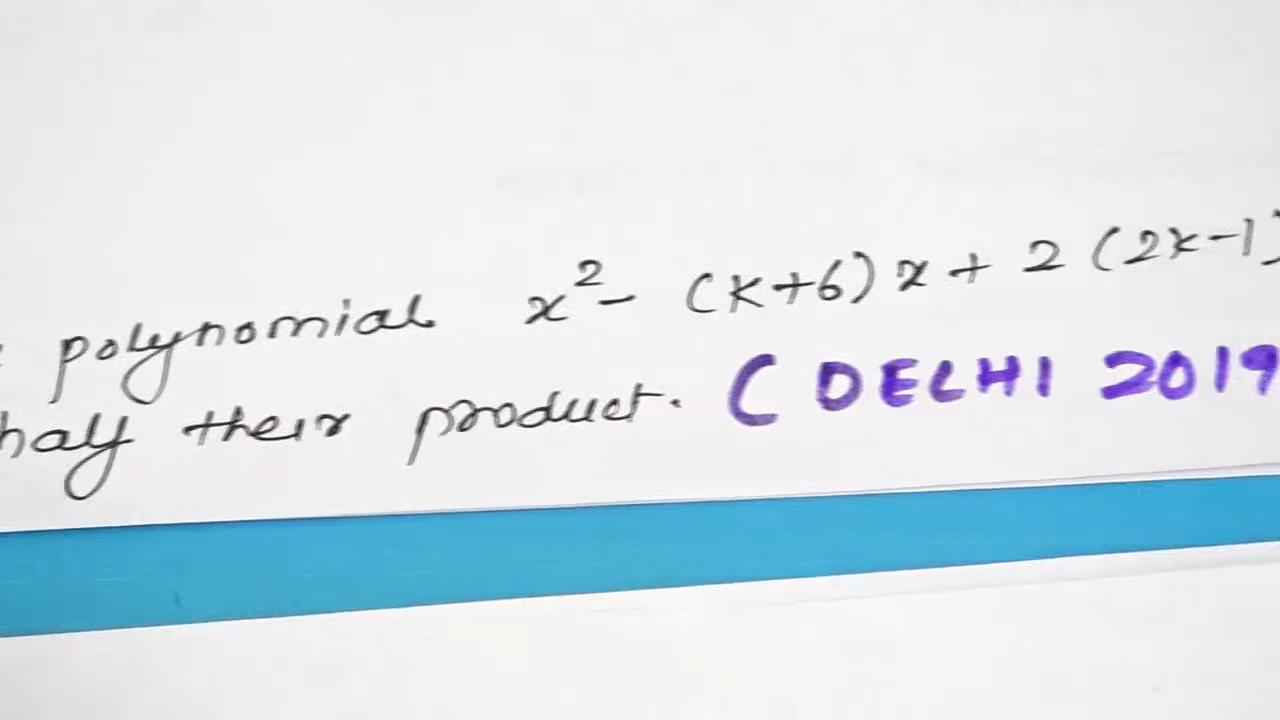 polynomial x² - (k+6)x + 2(2k-1)
half their product. (DELHI 2019